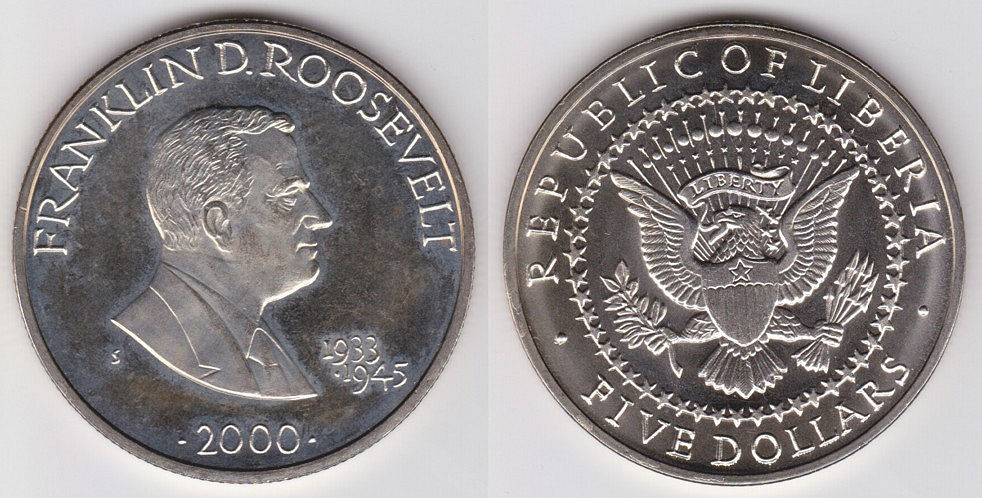 FRANKLIN D. ROOSEVELT
1933
-1945
S
· 2000 ·
REPUBLIC OF LIBERIA
LIBERTY
· FIVE DOLLARS ·